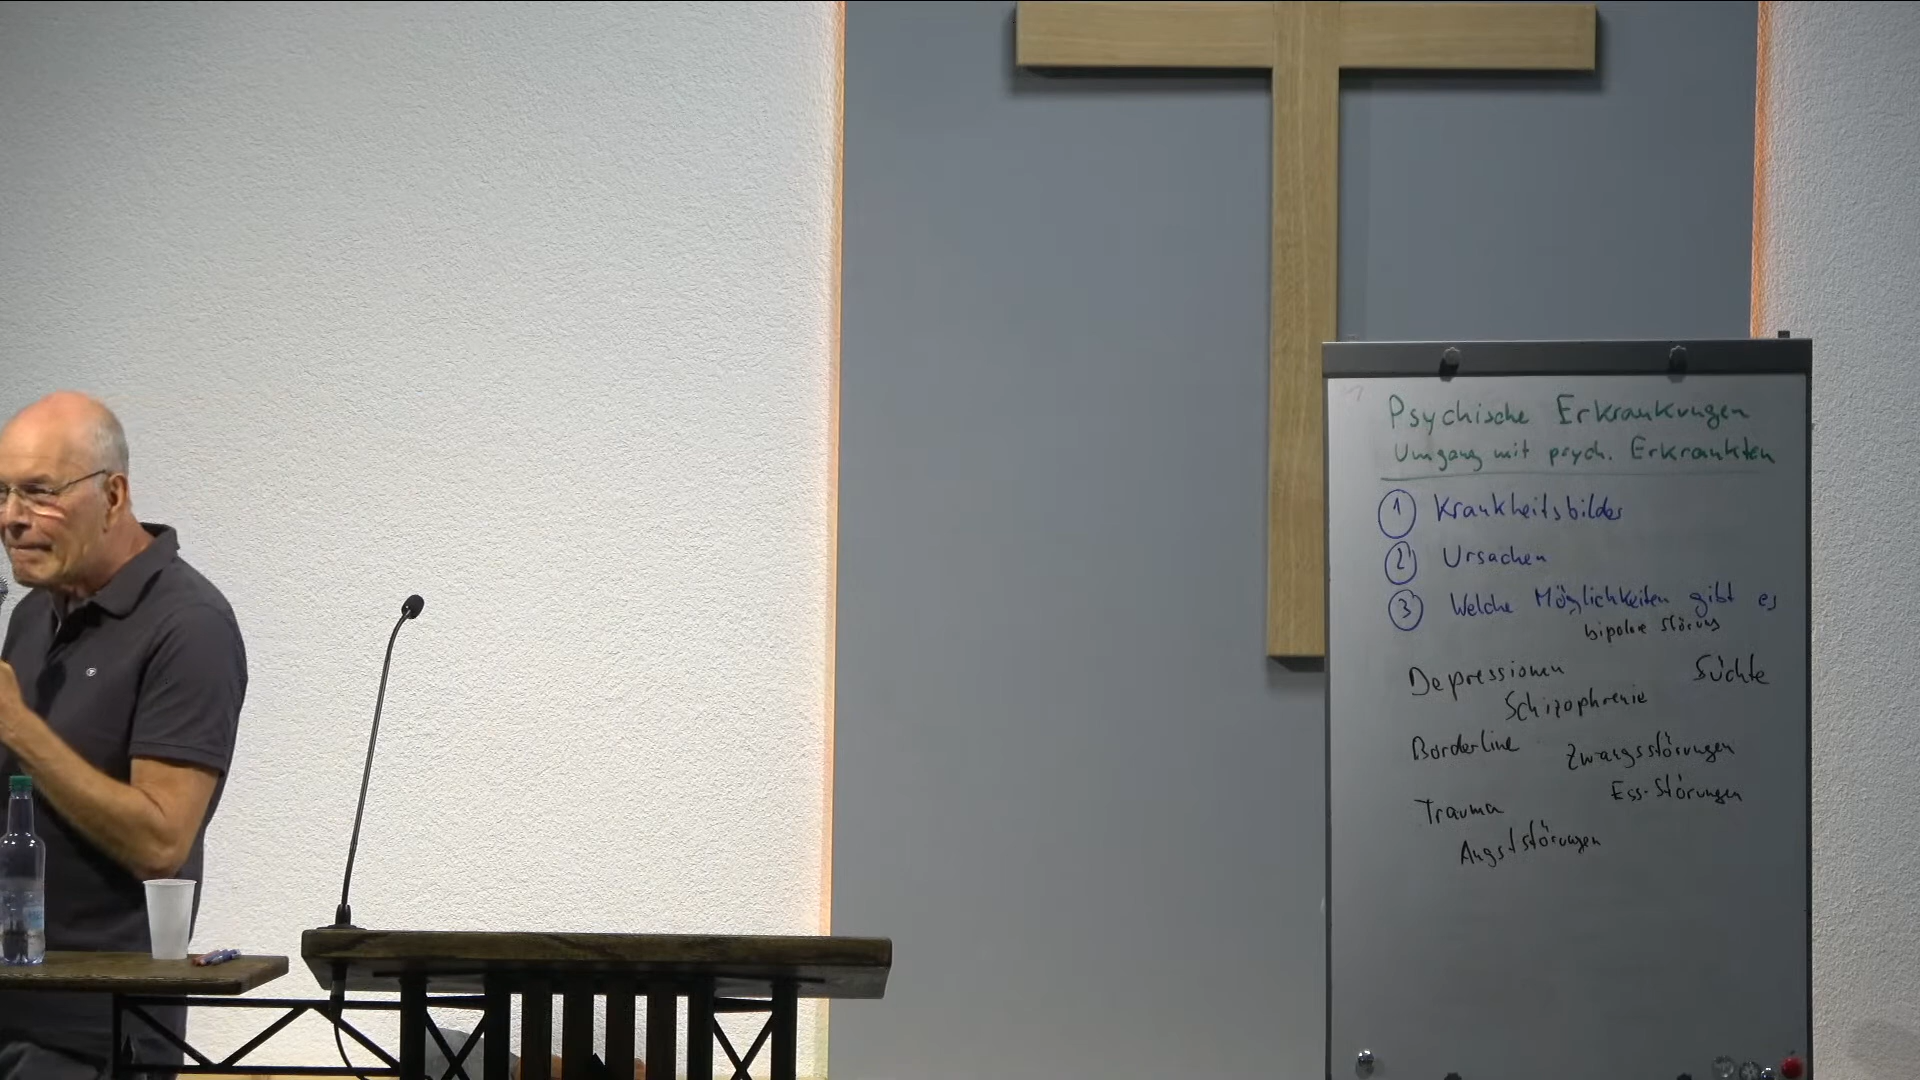 Psychische Erkrankungen
Umgang mit psych. Erkrankten
1 Krankheitsbilder
2 Ursachen
3 Welche Möglichkeiten gibt es
bipolare Störung
Depressionen Süchte
Schizophrenie
Borderline Zwangsstörungen
Ess-Störungen
Trauma
Angststörungen